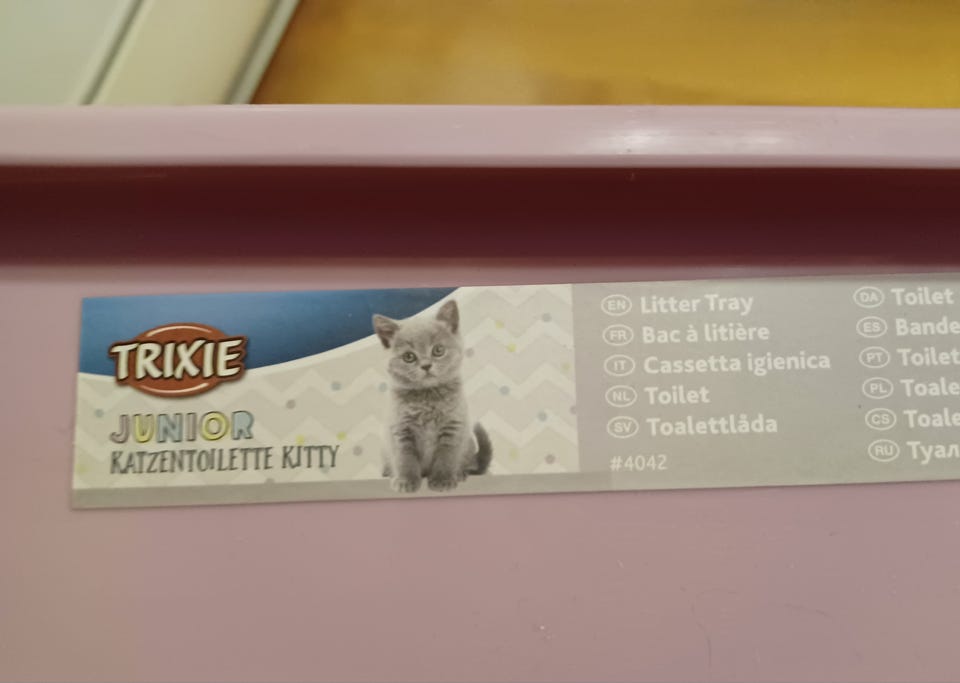 TRIXIE
JUNIOR
KATZENTOILETTE KITTY
EN Litter Tray
FR Bac à litière
IT Cassetta igienica
NL Toilet
SV Toalettlåda
#4042
DA Toilet
ES Bande
PT Toilet
PL Toale
CS Toale
RU Туал